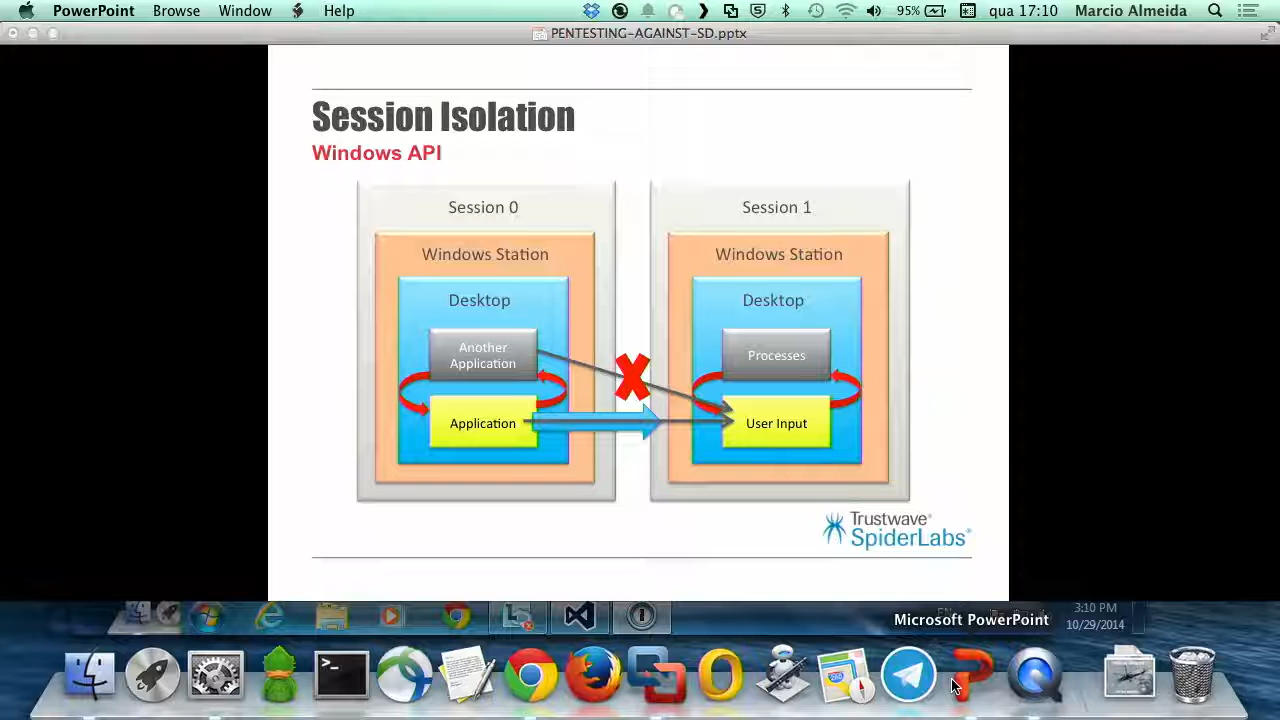 PowerPoint Browse Window Help 95% qua 17:10 Marcio Almeida
PENTESTING-AGAINST-SD.pptx
Session Isolation
Windows API
Session 0
Session 1
Windows Station
Windows Station
Desktop
Desktop
Another
Application
Processes
Application
User Input
Trustwave®
SpiderLabs®
3:10 PM
Microsoft PowerPoint
10/29/2014